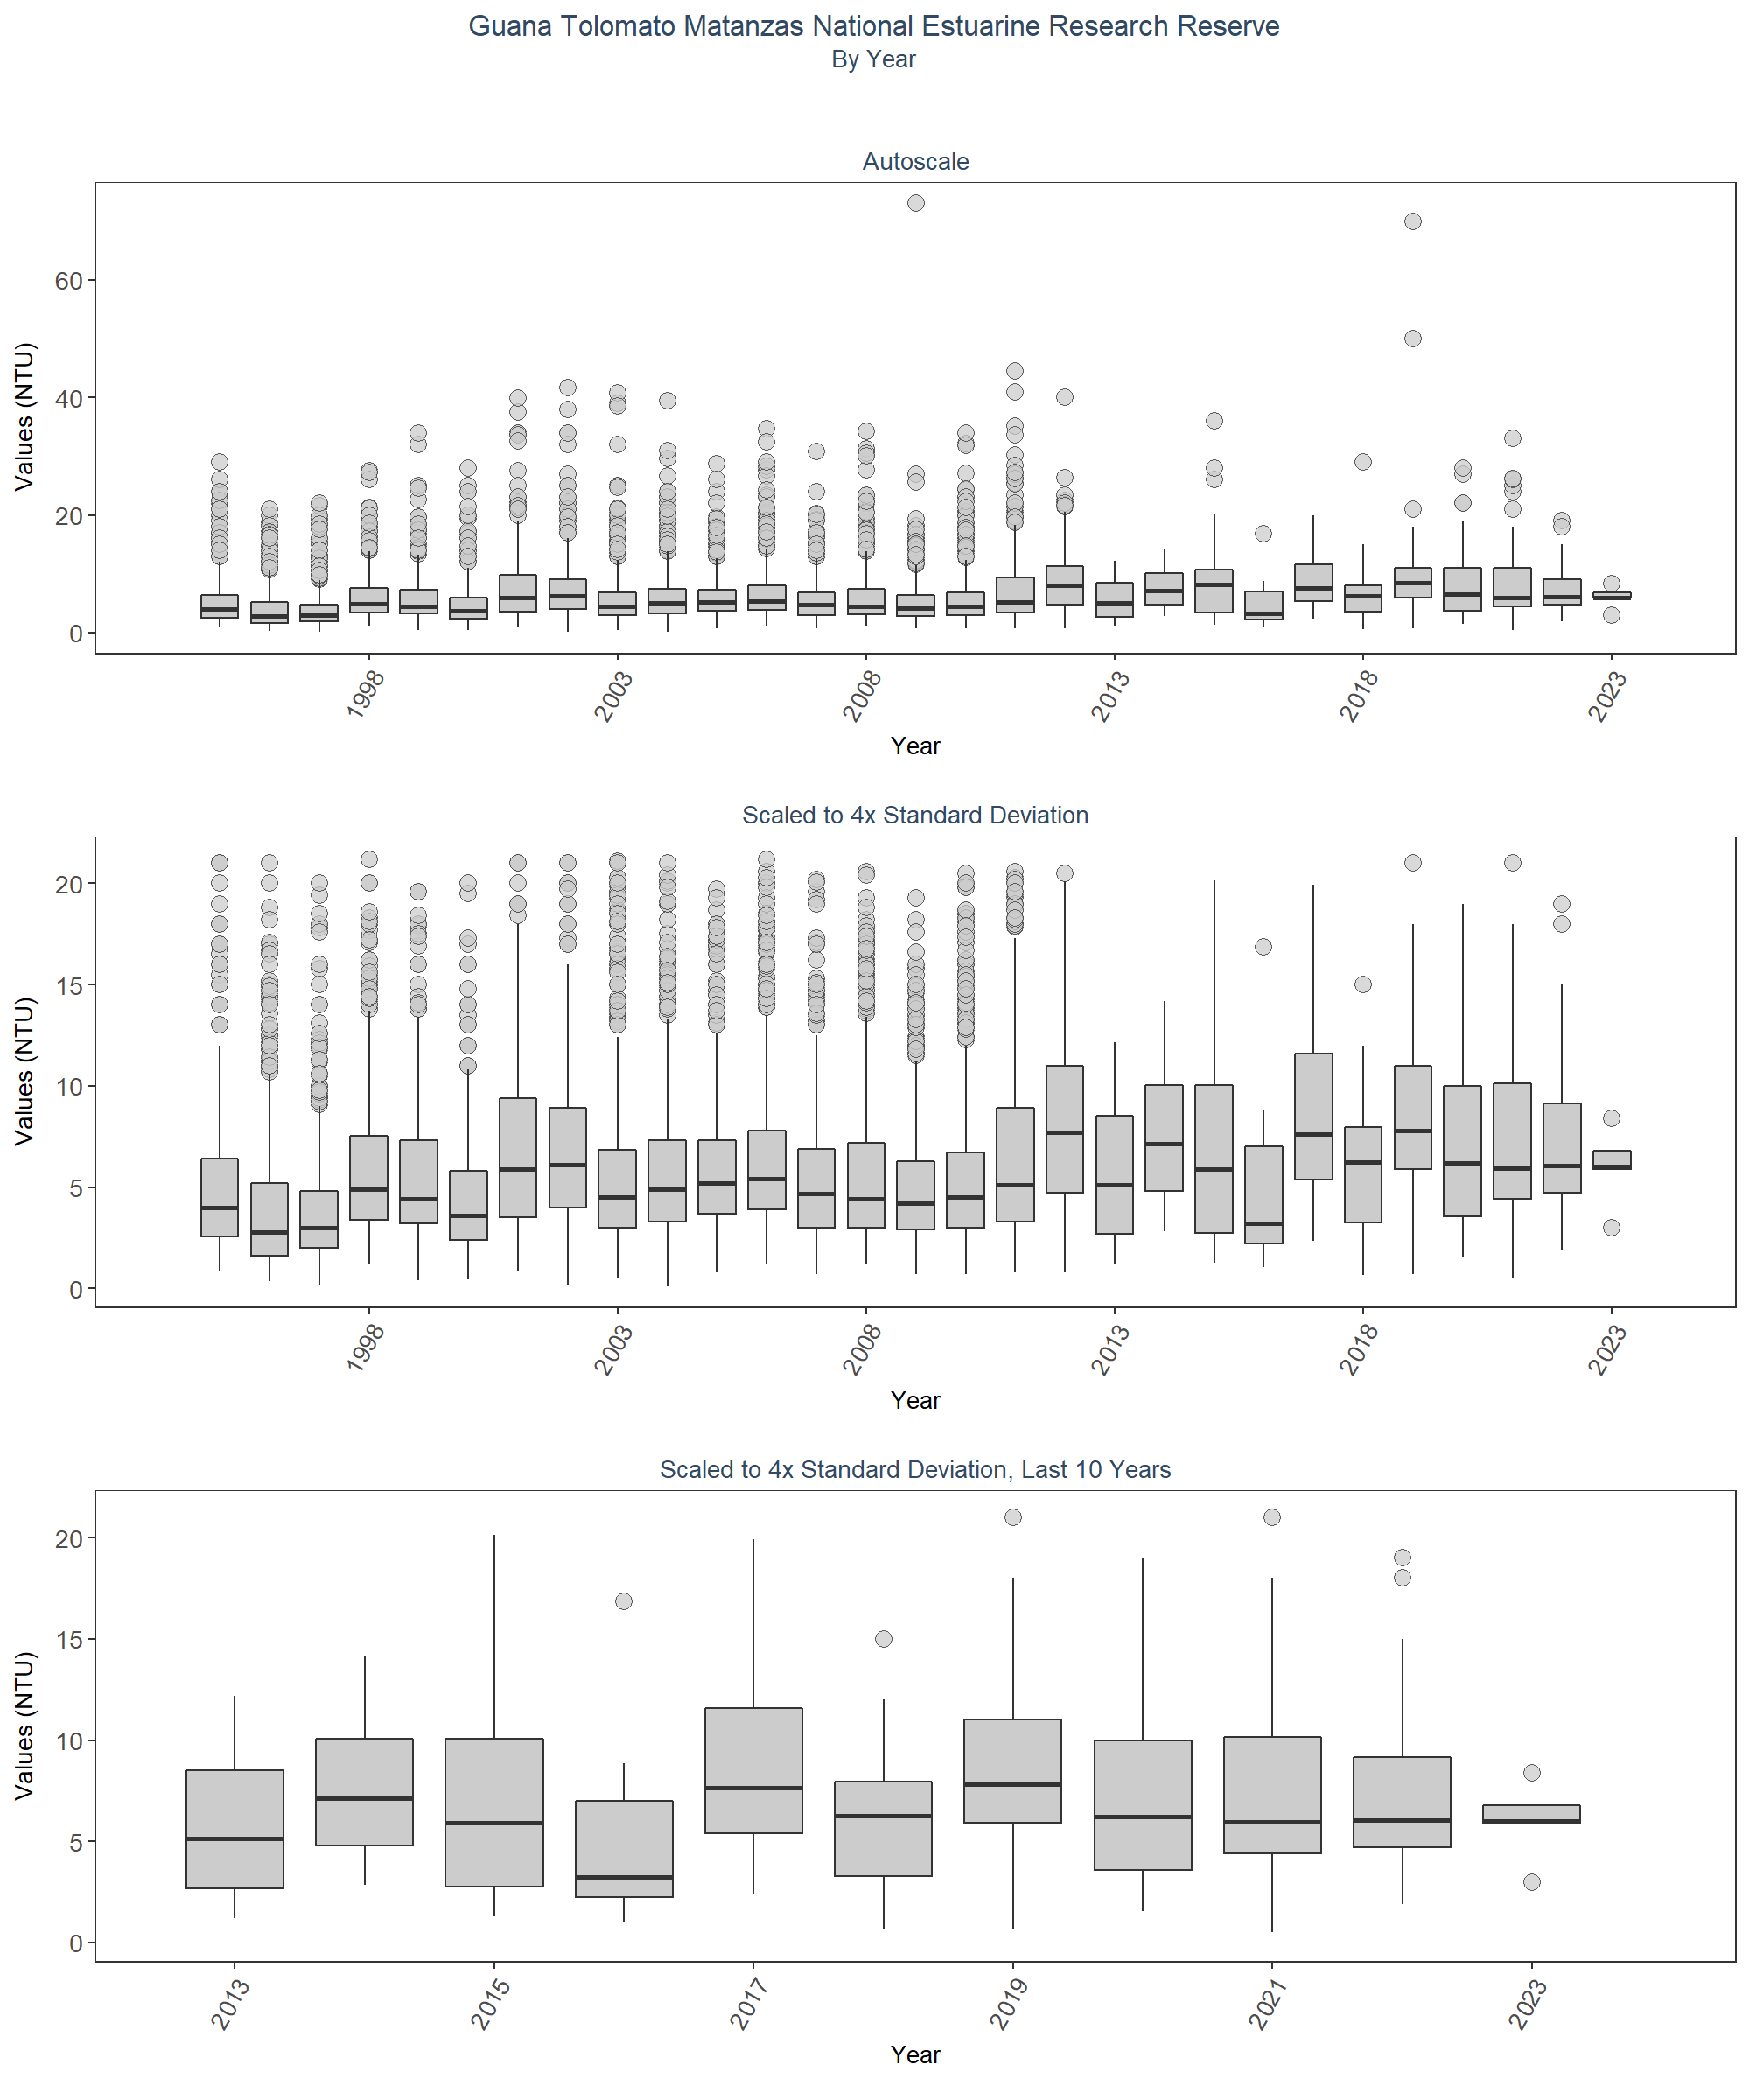 Guana Tolomato Matanzas National Estuarine Research Reserve
By Year
Autoscale
Values (NTU)
60
40
20
0
1998 2003 2008 2013 2018 2023
Year
Scaled to 4x Standard Deviation
Values (NTU)
20
15
10
5
0
1998 2003 2008 2013 2018 2023
Year
Scaled to 4x Standard Deviation, Last 10 Years
Values (NTU)
20
15
10
5
0
2013 2015 2017 2019 2021 2023
Year